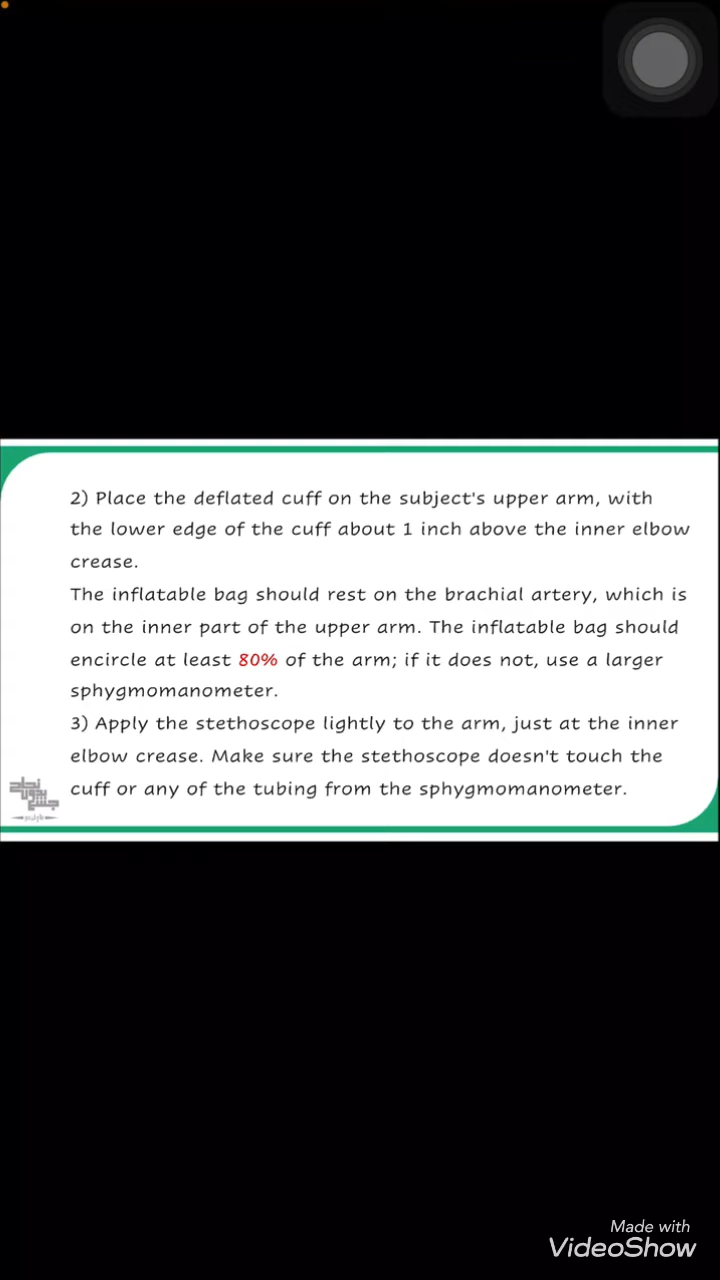 2) Place the deflated cuff on the subject's upper arm, with
the lower edge of the cuff about 1 inch above the inner elbow
crease.
The inflatable bag should rest on the brachial artery, which is
on the inner part of the upper arm. The inflatable bag should
encircle at least 80% of the arm; if it does not, use a larger
sphygmomanometer.
3) Apply the stethoscope lightly to the arm, just at the inner
elbow crease. Make sure the stethoscope doesn't touch the
cuff or any of the tubing from the sphygmomanometer.
Made with
VideoShow